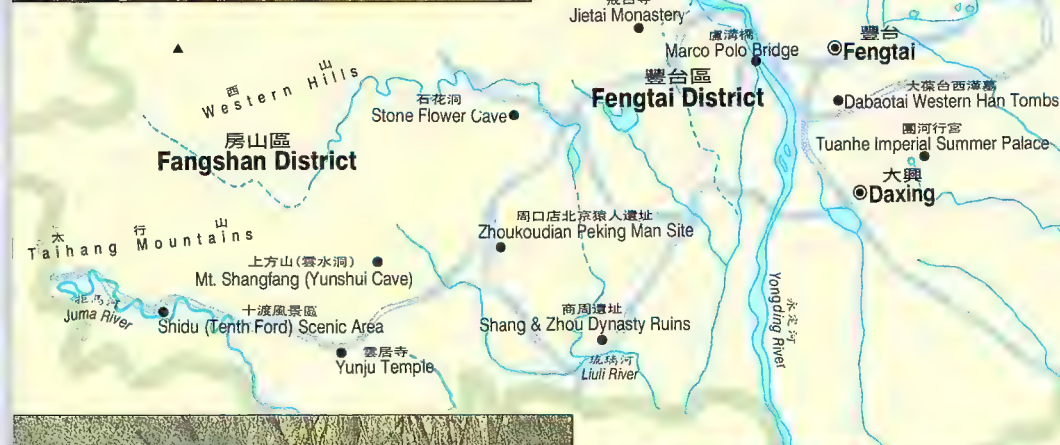 戒台寺
Jietai Monastery
盧溝橋
Marco Polo Bridge
豐台
Fengtai
豐台區
Fengtai District
大葆台西漢墓
Dabaotai Western Han Tombs
團河行宮
Tuanhe Imperial Summer Palace
大興
Daxing
西山
Western Hills
石花洞
Stone Flower Cave
房山區
Fangshan District
周口店北京猿人遺址
Zhoukoudian Peking Man Site
太行山
Taihang Mountains
上方山(雲水洞)
Mt. Shangfang (Yunshui Cave)
拒馬河
Juma River
十渡風景區
Shidu (Tenth Ford) Scenic Area
商周遺址
Shang & Zhou Dynasty Ruins
雲居寺
Yunju Temple
琉璃河
Liuli River
永定河
Yongding River